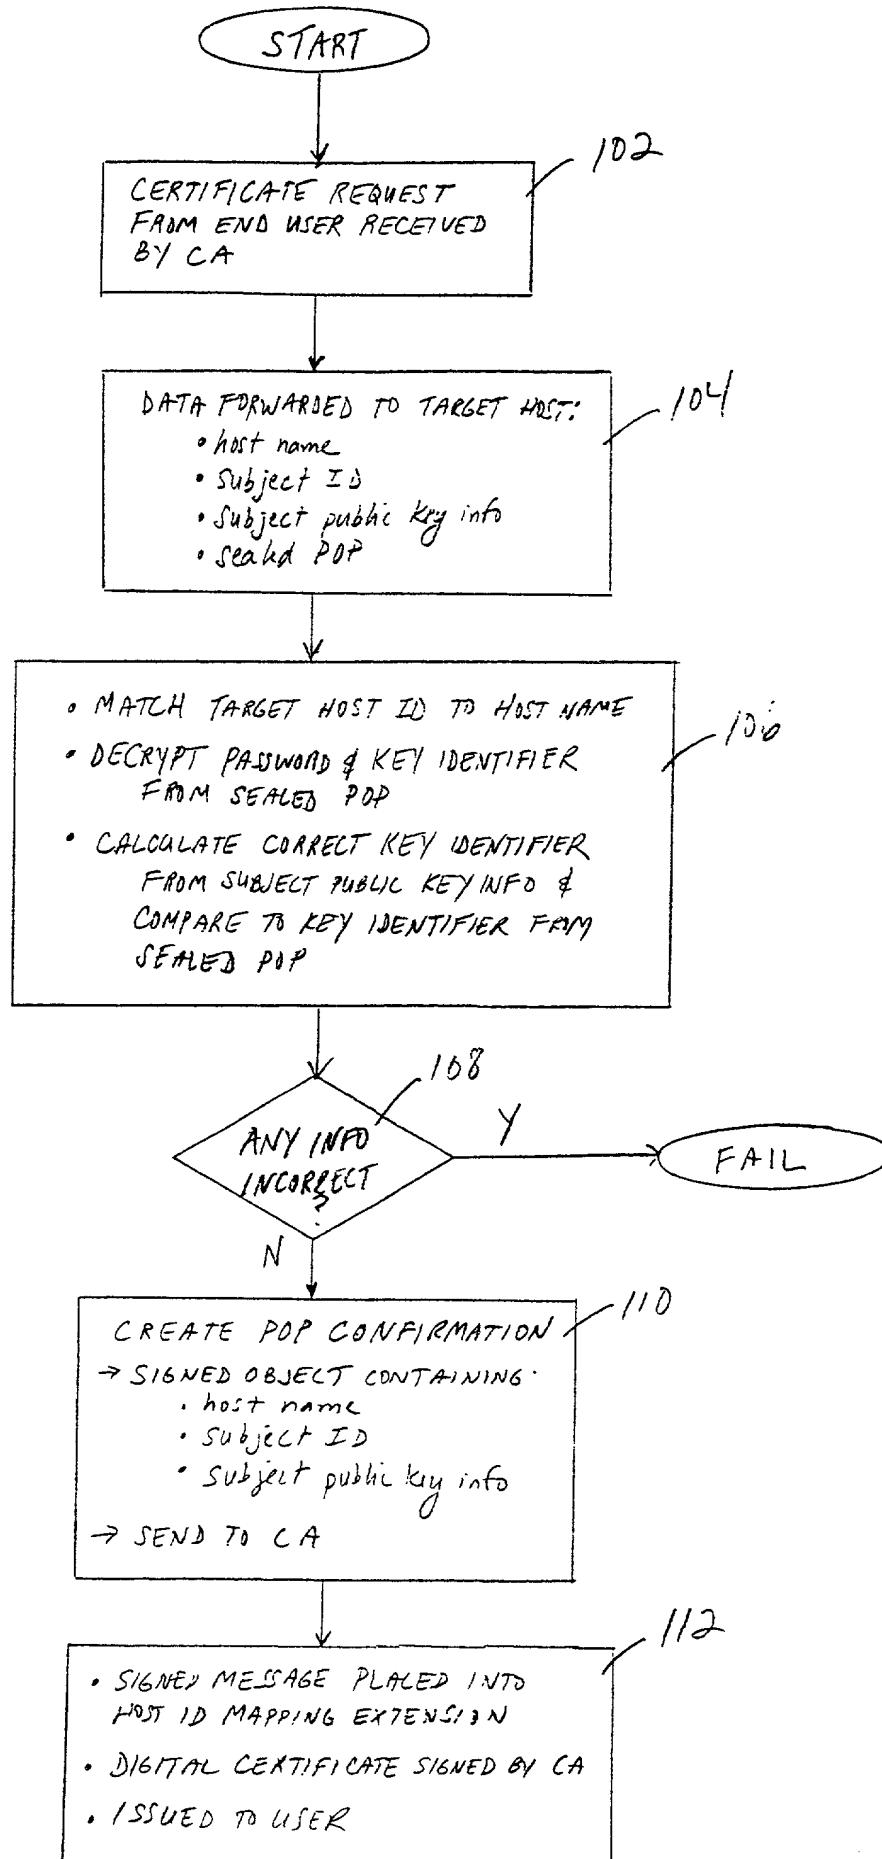 START
102
CERTIFICATE REQUEST
FROM END USER RECEIVED
BY CA
104
DATA FORWARDED TO TARGET HOST:
• host name
• subject ID
• subject public key info
• sealed POP
106
• MATCH TARGET HOST ID TO HOST NAME
• DECRYPT PASSWORD & KEY IDENTIFIER
FROM SEALED POP
• CALCULATE CORRECT KEY IDENTIFIER
FROM SUBJECT PUBLIC KEY INFO &
COMPARE TO KEY IDENTIFIER FROM
SEALED POP
108
ANY INFO
INCORRECT
?
Y
FAIL
N
110
CREATE POP CONFIRMATION
→ SIGNED OBJECT CONTAINING:
• host name
• subject ID
• subject public key info
→ SEND TO CA
112
• SIGNED MESSAGE PLACED INTO
HOST ID MAPPING EXTENSION
• DIGITAL CERTIFICATE SIGNED BY CA
• ISSUED TO USER